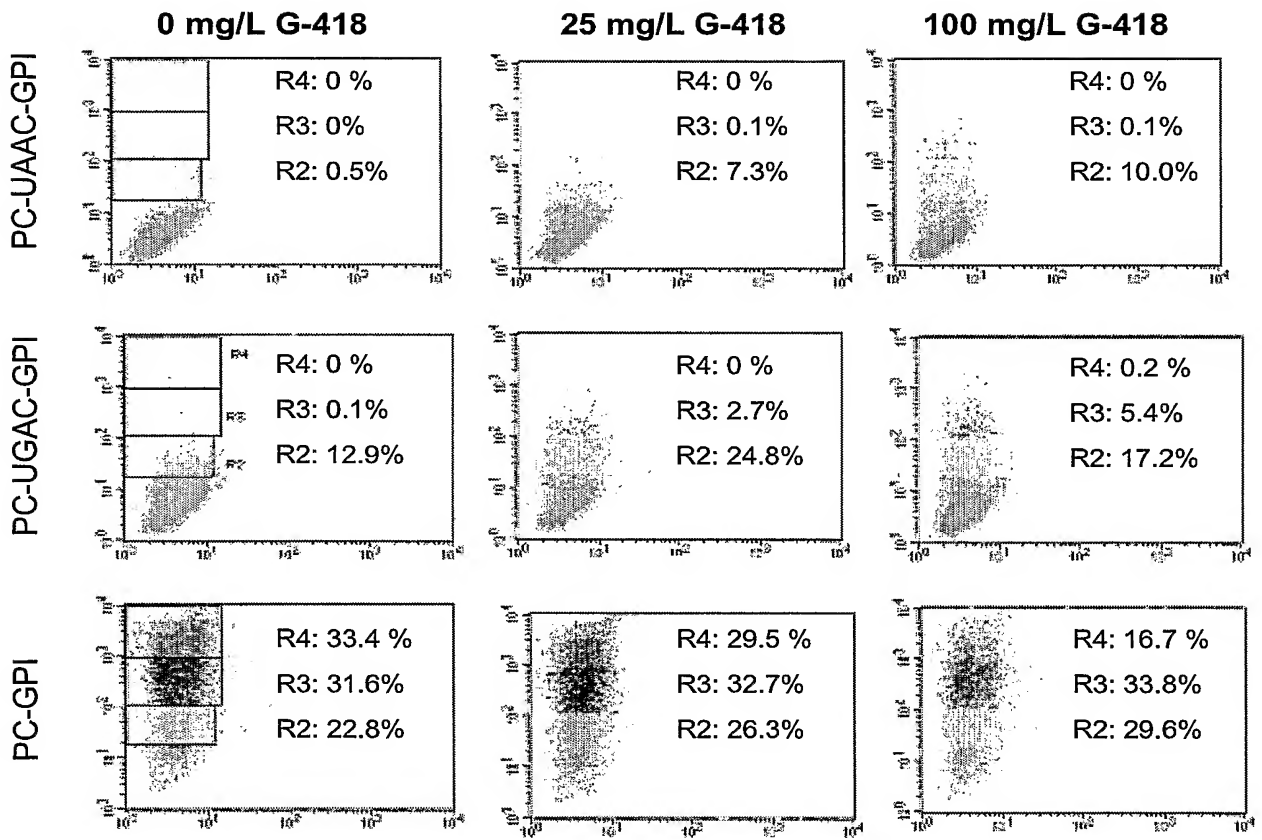 0 mg/L G-418
25 mg/L G-418
100 mg/L G-418
PC-UAAC-GPI
R4: 0 %
R3: 0%
R2: 0.5%
R4: 0 %
R3: 0.1%
R2: 7.3%
R4: 0 %
R3: 0.1%
R2: 10.0%
PC-UGAC-GPI
R4
R3
R2
R4: 0 %
R3: 0.1%
R2: 12.9%
R4: 0 %
R3: 2.7%
R2: 24.8%
R4: 0.2 %
R3: 5.4%
R2: 17.2%
PC-GPI
R4: 33.4 %
R3: 31.6%
R2: 22.8%
R4: 29.5 %
R3: 32.7%
R2: 26.3%
R4: 16.7 %
R3: 33.8%
R2: 29.6%